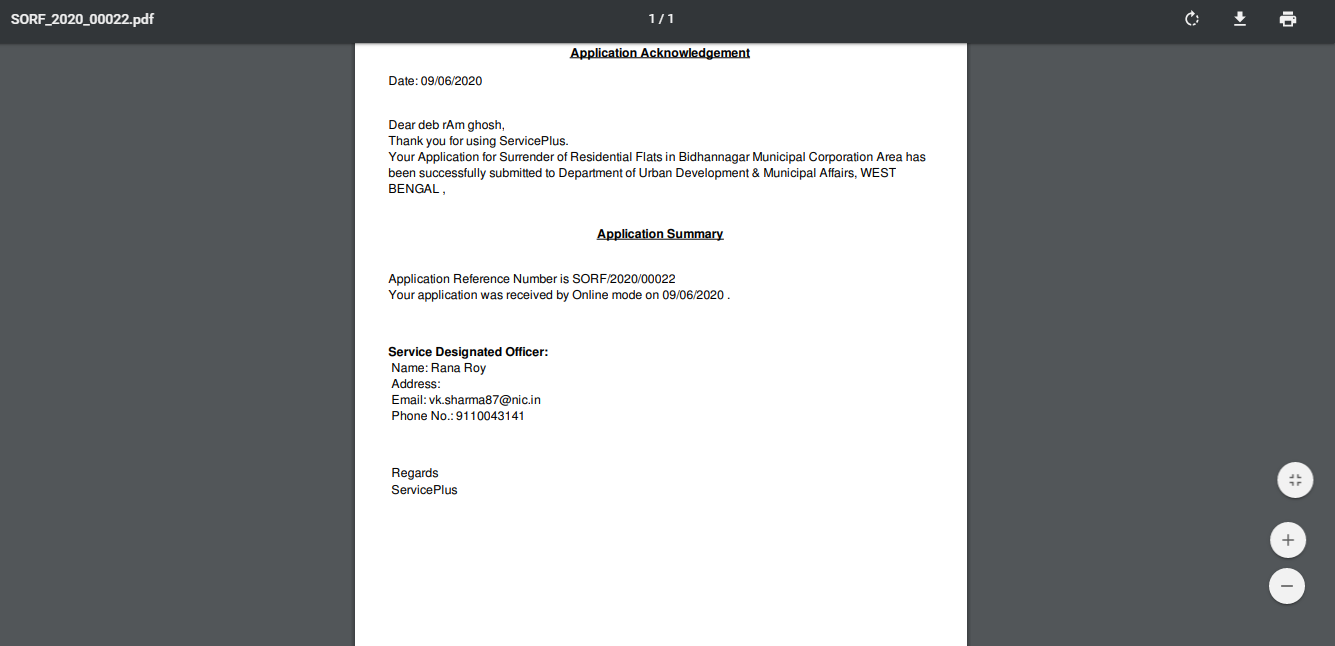 SORF_2020_00022.pdf
1 / 1
Application Acknowledgement
Date: 09/06/2020
Dear deb rAm ghosh,
Thank you for using ServicePlus.
Your Application for Surrender of Residential Flats in Bidhannagar Municipal Corporation Area has
been successfully submitted to Department of Urban Development & Municipal Affairs, WEST
BENGAL ,
Application Summary
Application Reference Number is SORF/2020/00022
Your application was received by Online mode on 09/06/2020 .
Service Designated Officer:
Name: Rana Roy
Address:
Email: vk.sharma87@nic.in
Phone No.: 9110043141
Regards
ServicePlus